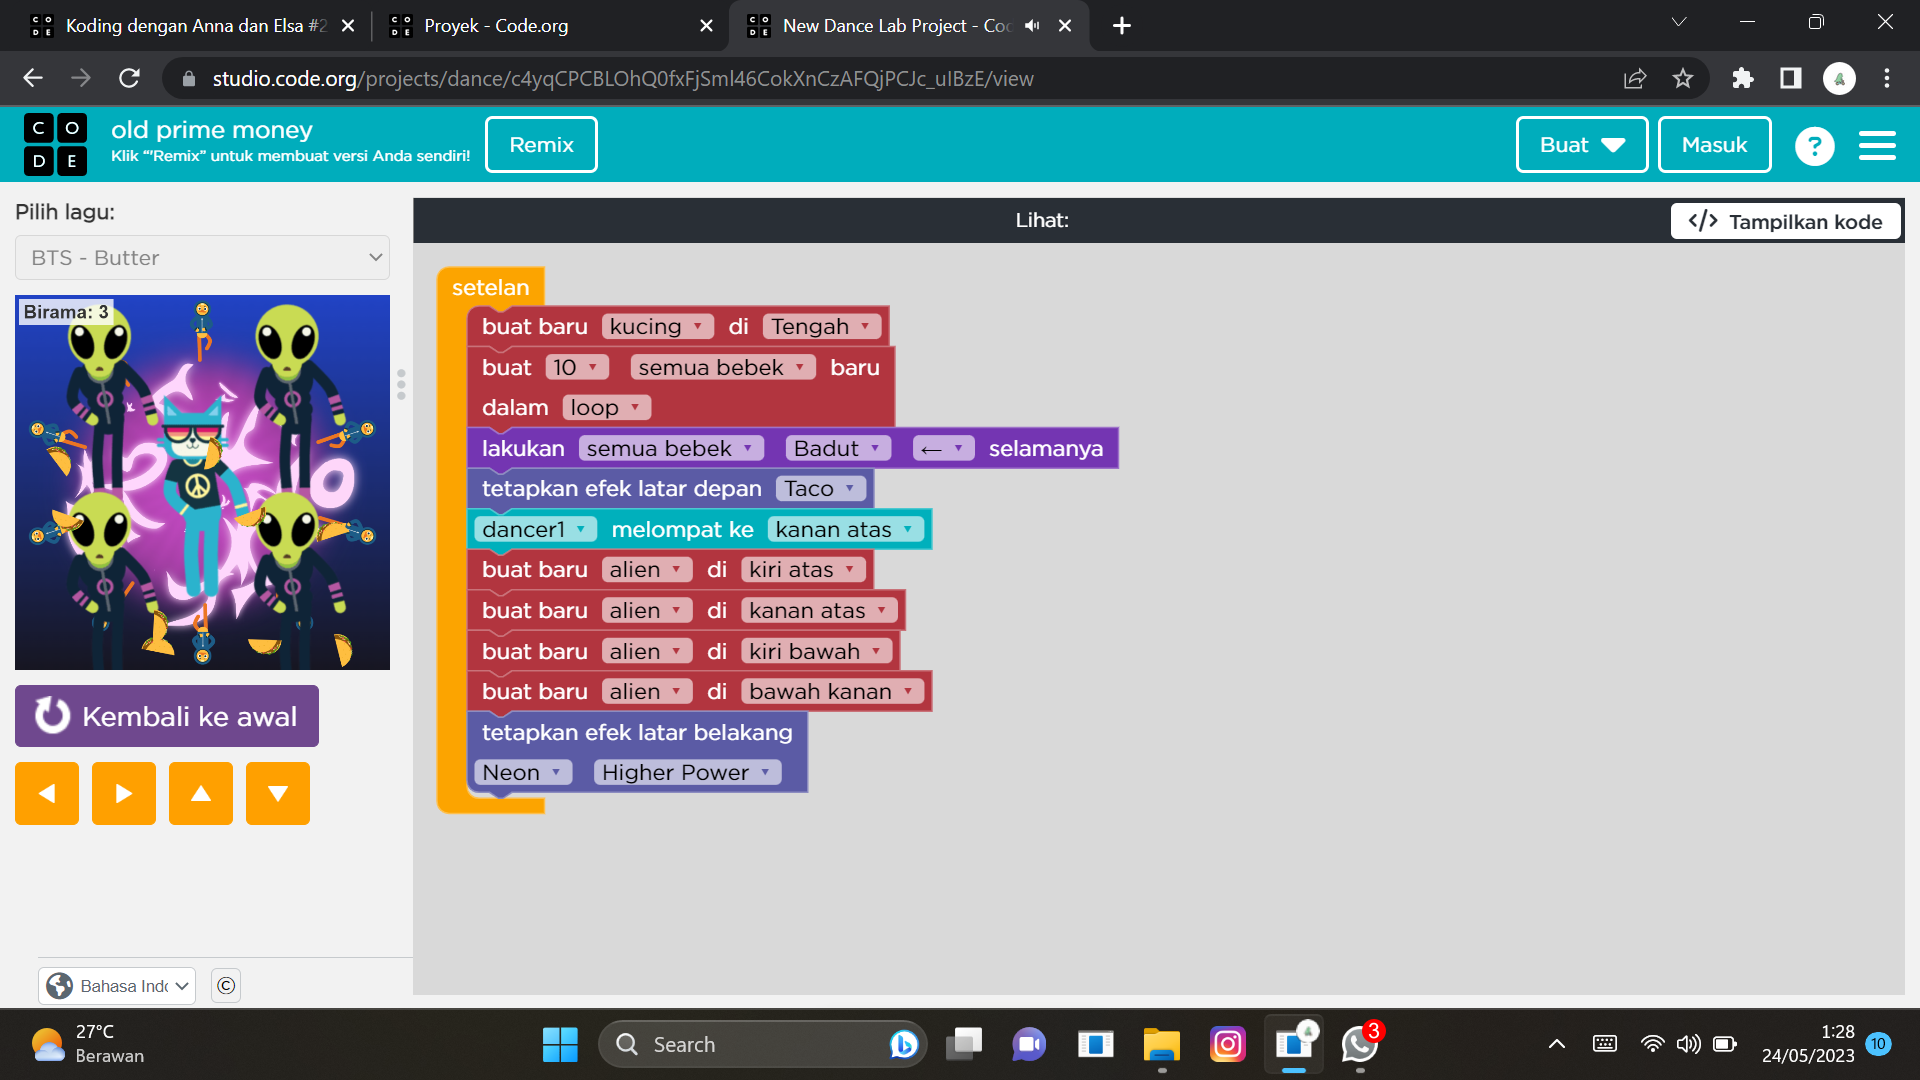 Koding dengan Anna dan Elsa #2
Proyek - Code.org
New Dance Lab Project - Co
studio.code.org/projects/dance/c4yqCPCBLOhQ0fxFjSml46CokXnCzAFQjPCJc_uIBzE/view
C O D E
old prime money
Klik “"Remix” untuk membuat versi Anda sendiri!
Remix
Buat
Masuk
?
Pilih lagu:
BTS - Butter
Lihat:
</> Tampilkan kode
Birama: 3
setelan
buat baru kucing di Tengah
buat 10 semua bebek baru
dalam loop
lakukan semua bebek Badut ← selamanya
tetapkan efek latar depan Taco
dancer1 melompat ke kanan atas
buat baru alien di kiri atas
buat baru alien di kanan atas
buat baru alien di kiri bawah
buat baru alien di bawah kanan
tetapkan efek latar belakang
Neon Higher Power
Kembali ke awal
Bahasa Ind
©
27°C
Berawan
Search
3
1:28
24/05/2023
10